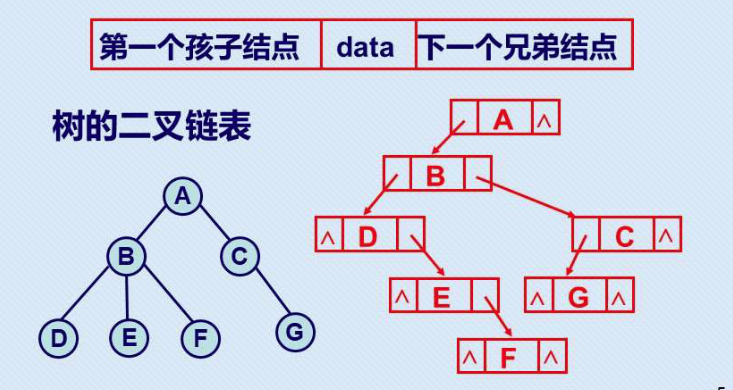 第一个孩子结点 data 下一个兄弟结点
树的二叉链表
A
B C
D E F G
A ∧
B
∧ D
C ∧
∧ E
∧ G ∧
∧ F ∧
5